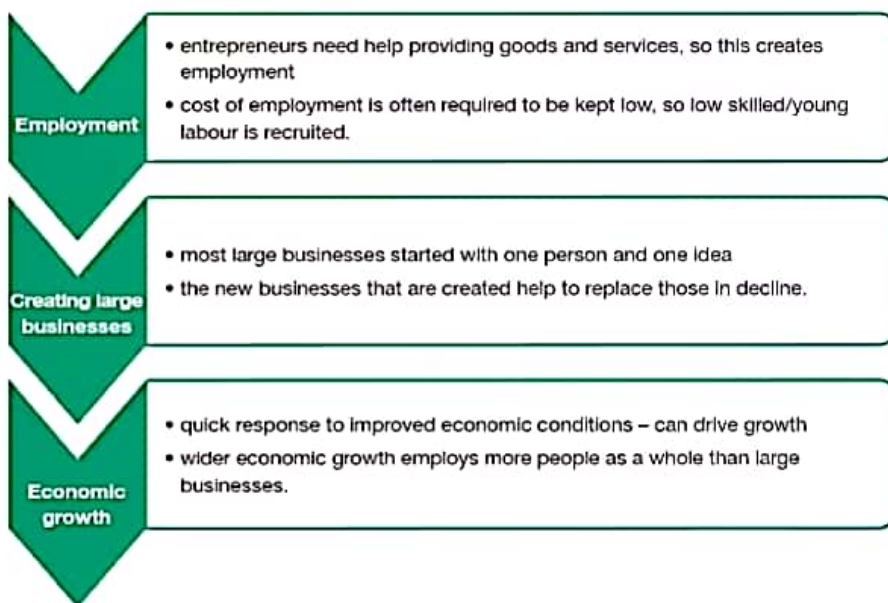 Employment
• entrepreneurs need help providing goods and services, so this creates
employment
• cost of employment is often required to be kept low, so low skilled/young
labour is recruited.
Creating large
businesses
• most large businesses started with one person and one idea
• the new businesses that are created help to replace those in decline.
Economic
growth
• quick response to improved economic conditions – can drive growth
• wider economic growth employs more people as a whole than large
businesses.